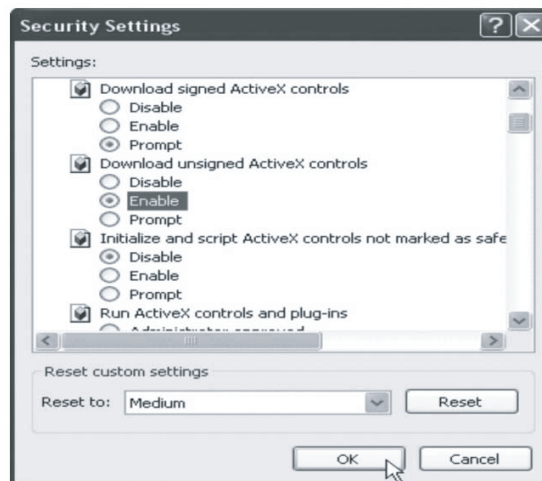 Security Settings
Settings:
Download signed ActiveX controls
Disable
Enable
Prompt
Download unsigned ActiveX controls
Disable
Enable
Prompt
Initialize and script ActiveX controls not marked as safe
Disable
Enable
Prompt
Run ActiveX controls and plug-ins
Administrator approved
Reset custom settings
Reset to: Medium Reset
OK Cancel